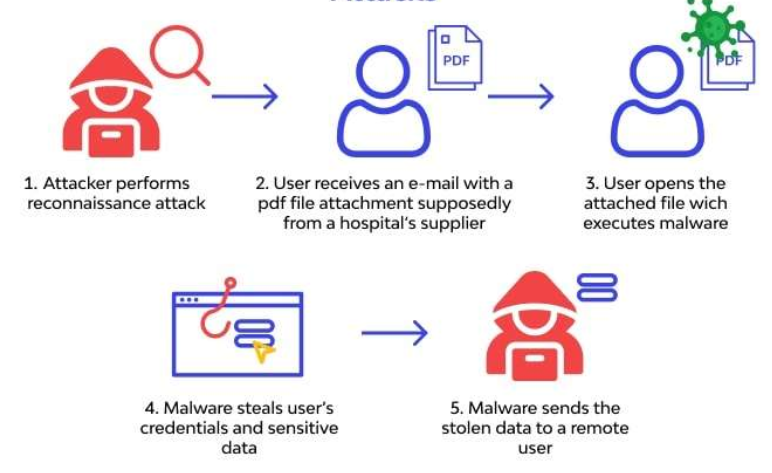 PDF
PDF
1. Attacker performs
reconnaissance attack
2. User receives an e-mail with a
pdf file attachment supposedly
from a hospital's supplier
3. User opens the
attached file wich
executes malware
4. Malware steals user's
credentials and sensitive
data
5. Malware sends the
stolen data to a remote
user